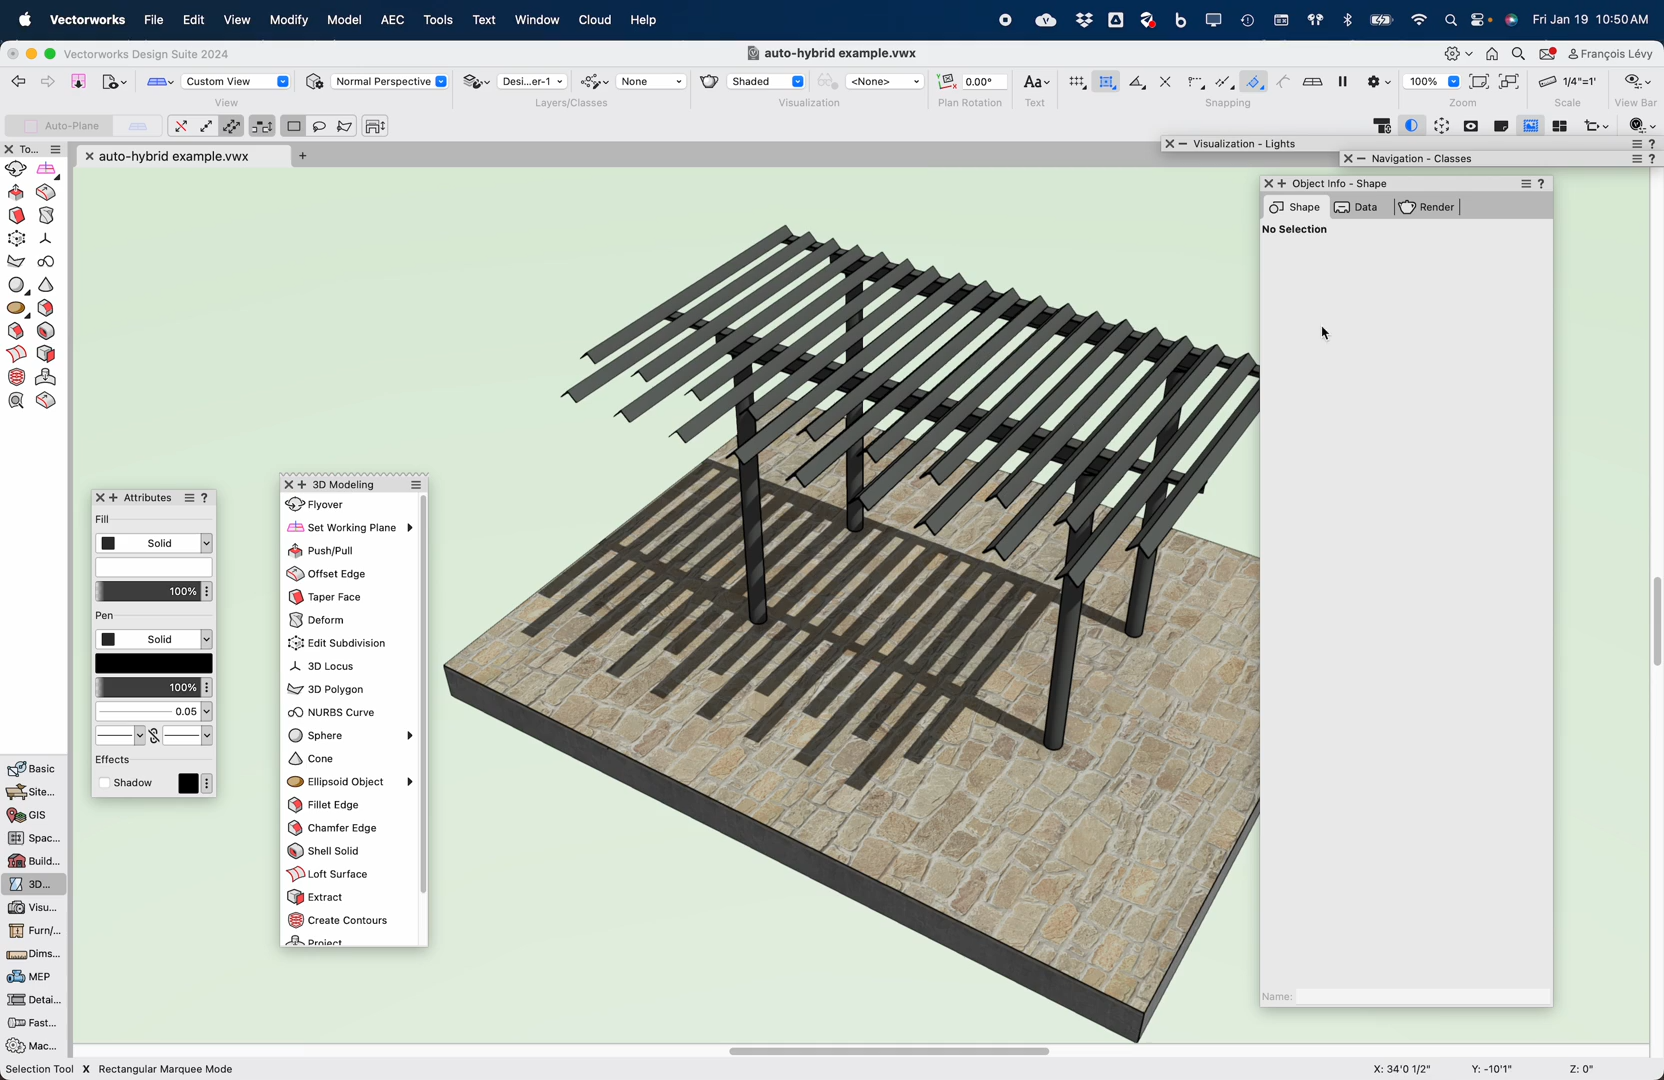 Vectorworks File Edit View Modify Model AEC Tools Text Window Cloud Help Fri Jan 19 10:50 AM
Vectorworks Design Suite 2024 auto-hybrid example.vwx François Lévy
Custom View Normal Perspective Desi...er-1 None Shaded <None> 0.00° Aa 100% 1/4"=1'
View Layers/Classes Visualization Plan Rotation Text Snapping Zoom Scale View Bar
Auto-Plane
To... auto-hybrid example.vwx +
Visualization - Lights
Navigation - Classes
Object Info - Shape
Shape Data Render
No Selection
Name:
Attributes
Fill
Solid
100%
Pen
Solid
100%
0.05
Effects
Shadow
3D Modeling
Flyover
Set Working Plane
Push/Pull
Offset Edge
Taper Face
Deform
Edit Subdivision
3D Locus
3D Polygon
NURBS Curve
Sphere
Cone
Ellipsoid Object
Fillet Edge
Chamfer Edge
Shell Solid
Loft Surface
Extract
Create Contours
Project
Basic
Site...
GIS
Spac...
Build...
3D...
Visu...
Furn/...
Dims...
MEP
Detai...
Fast...
Mac...
Selection Tool X Rectangular Marquee Mode X: 34'0 1/2" Y: -10'1" Z: 0"